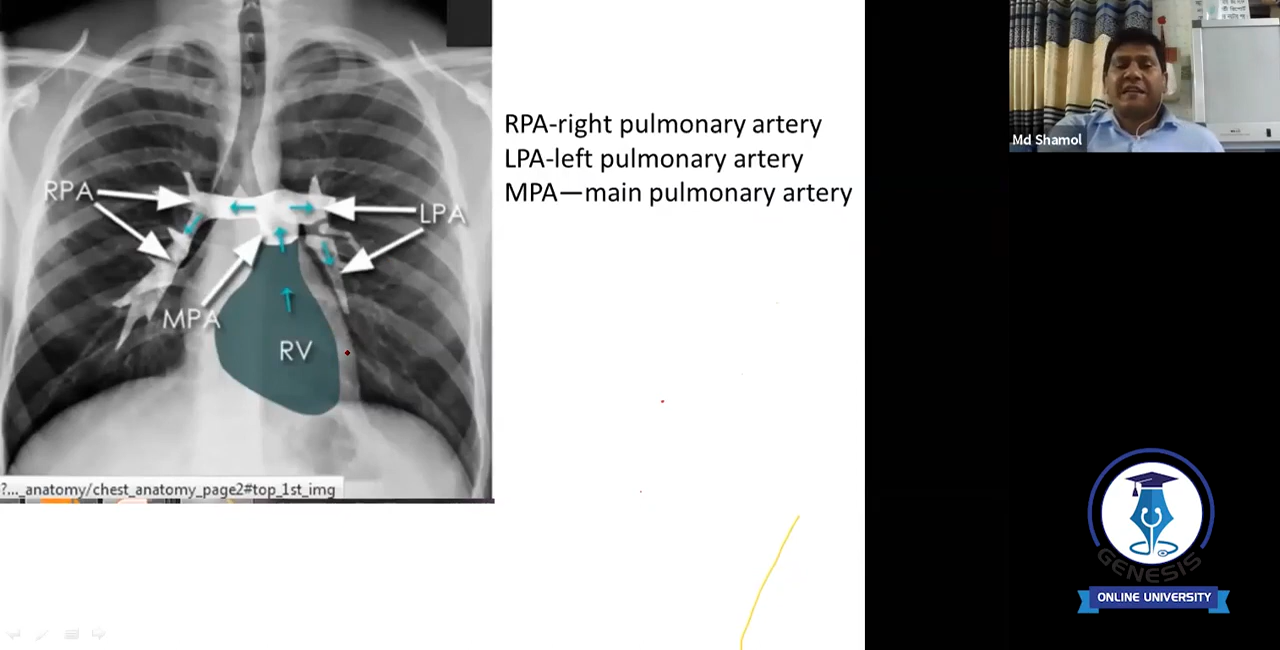 RPA-right pulmonary artery
LPA-left pulmonary artery
MPA—main pulmonary artery
RPA
LPA
MPA
RV
?..._anatomy/chest_anatomy_page2#top_1st_img
Md Shamol
GENESIS
ONLINE UNIVERSITY